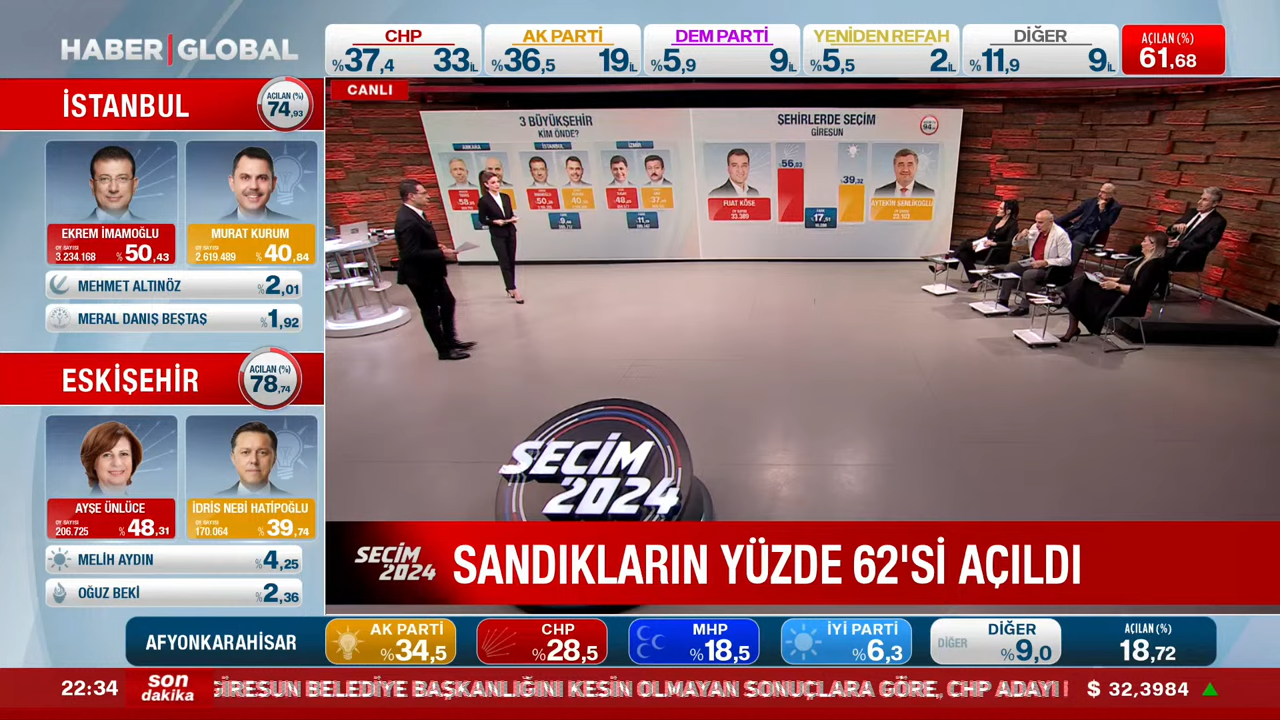 HABER GLOBAL
CHP
%37,4 33İL
AK PARTİ
%36,5 19İL
DEM PARTİ
%5,9 9İL
YENİDEN REFAH
%5,5 2İL
DİĞER
%11,9 9İL
AÇILAN (%)
61,68
CANLI
İSTANBUL
AÇILAN (%)
74,93
EKREM İMAMOĞLU
OY SAYISI
3.234.168 %50,43
MURAT KURUM
OY SAYISI
2.619.489 %40,84
MEHMET ALTINÖZ %2,01
MERAL DANIŞ BEŞTAŞ %1,92
ESKİŞEHİR
AÇILAN (%)
78,74
AYŞE ÜNLÜCE
OY SAYISI
206.725 %48,31
İDRİS NEBİ HATİPOĞLU
OY SAYISI
170.064 %39,74
MELİH AYDIN %4,25
OĞUZ BEKİ %2,36
3 BÜYÜKŞEHİR
KİM ÖNDE?
ANKARA
İSTANBUL
İZMİR
ŞEHİRLERDE SEÇİM
GİRESUN
FUAT KÖSE
33.389
AYTEKİN ŞENLİKOĞLU
SEÇİM
2024
SEÇİM
2024
SANDIKLARIN YÜZDE 62'Sİ AÇILDI
AFYONKARAHİSAR
AK PARTİ
%34,5
CHP
%28,5
MHP
%18,5
İYİ PARTİ
%6,3
DİĞER
DİĞER
%9,0
AÇILAN (%)
18,72
22:34
son
dakika
GİRESUN BELEDİYE BAŞKANLIĞINI KESİN OLMAYAN SONUÇLARA GÖRE, CHP ADAYI
$ 32,3984